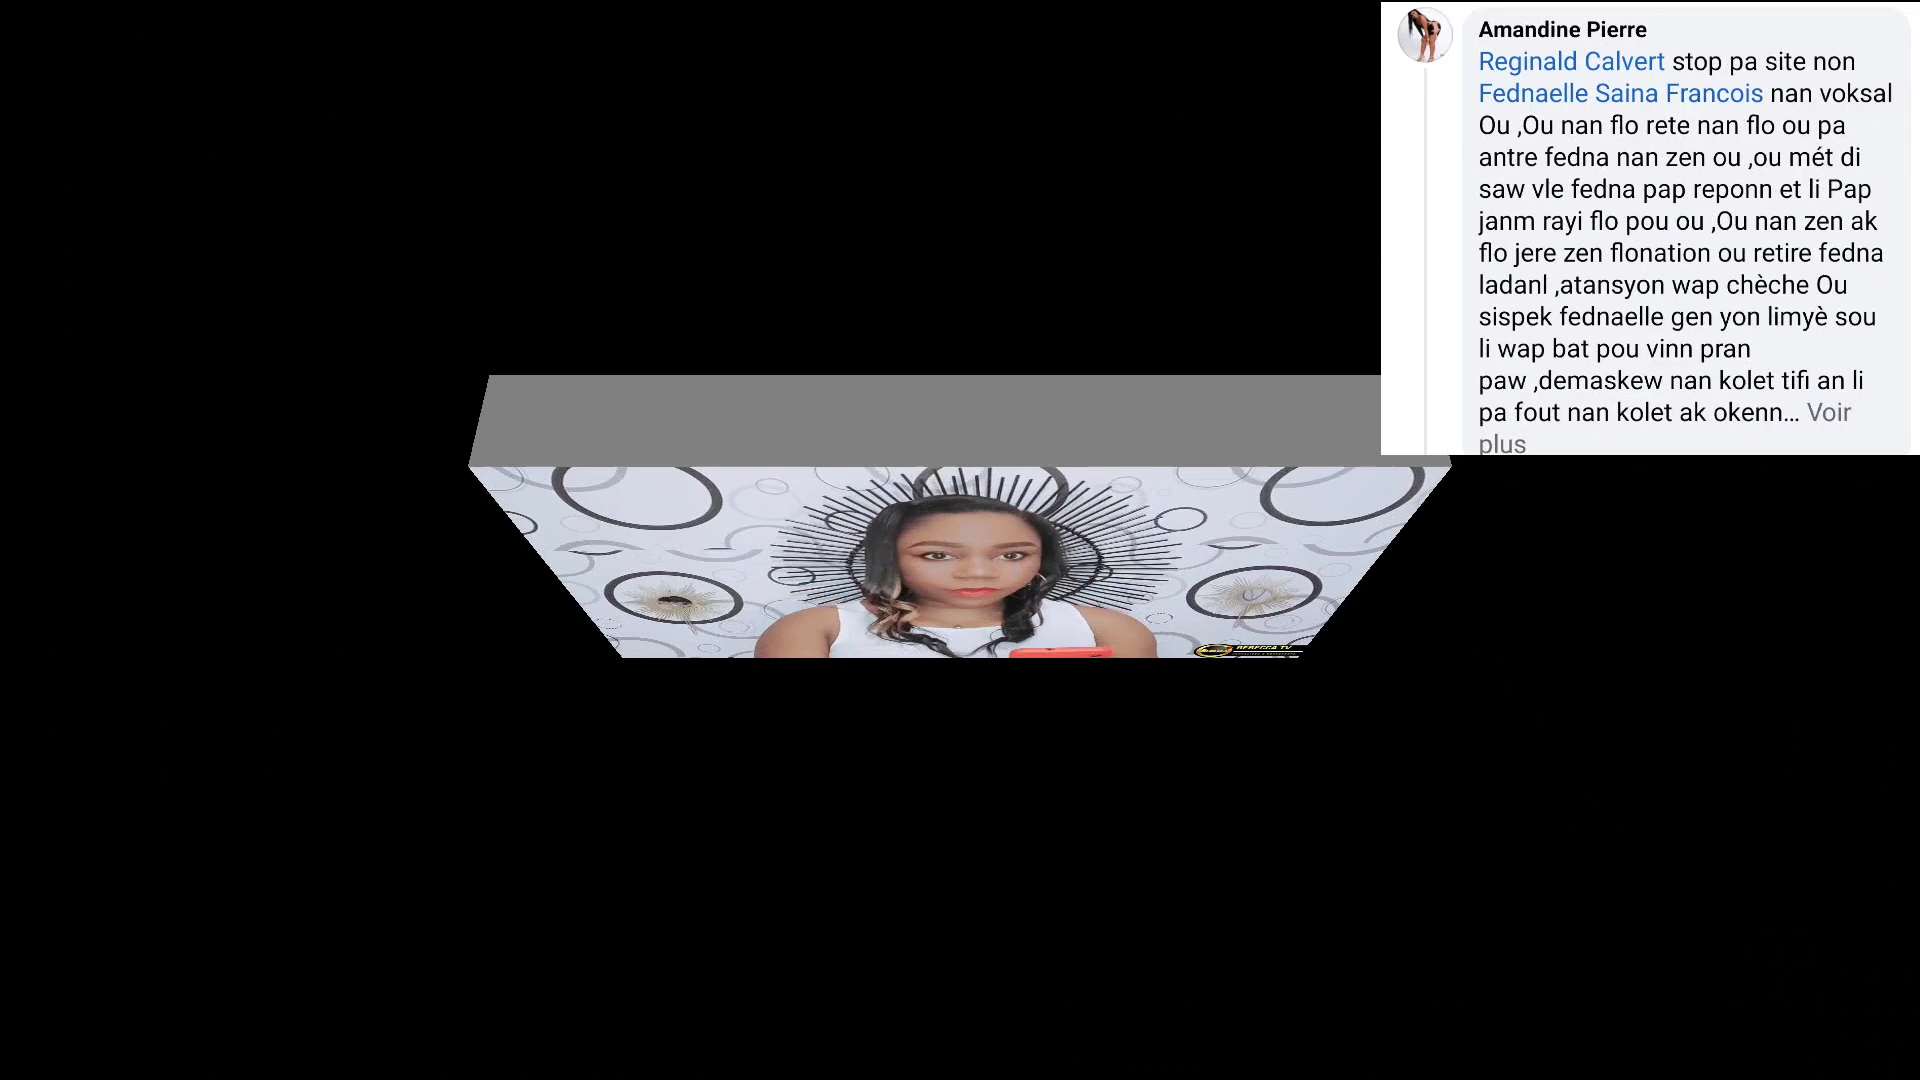 Amandine Pierre
Reginald Calvert stop pa site non
Fednaelle Saina Francois nan voksal
Ou ,Ou nan flo rete nan flo ou pa
antre fedna nan zen ou ,ou mét di
saw vle fedna pap reponn et li Pap
janm rayi flo pou ou ,Ou nan zen ak
flo jere zen flonation ou retire fedna
ladanl ,atansyon wap chèche Ou
sispek fednaelle gen yon limyè sou
li wap bat pou vinn pran
paw ,demaskew nan kolet tifi an li
pa fout nan kolet ak okenn... Voir
plus
REBECCA TV